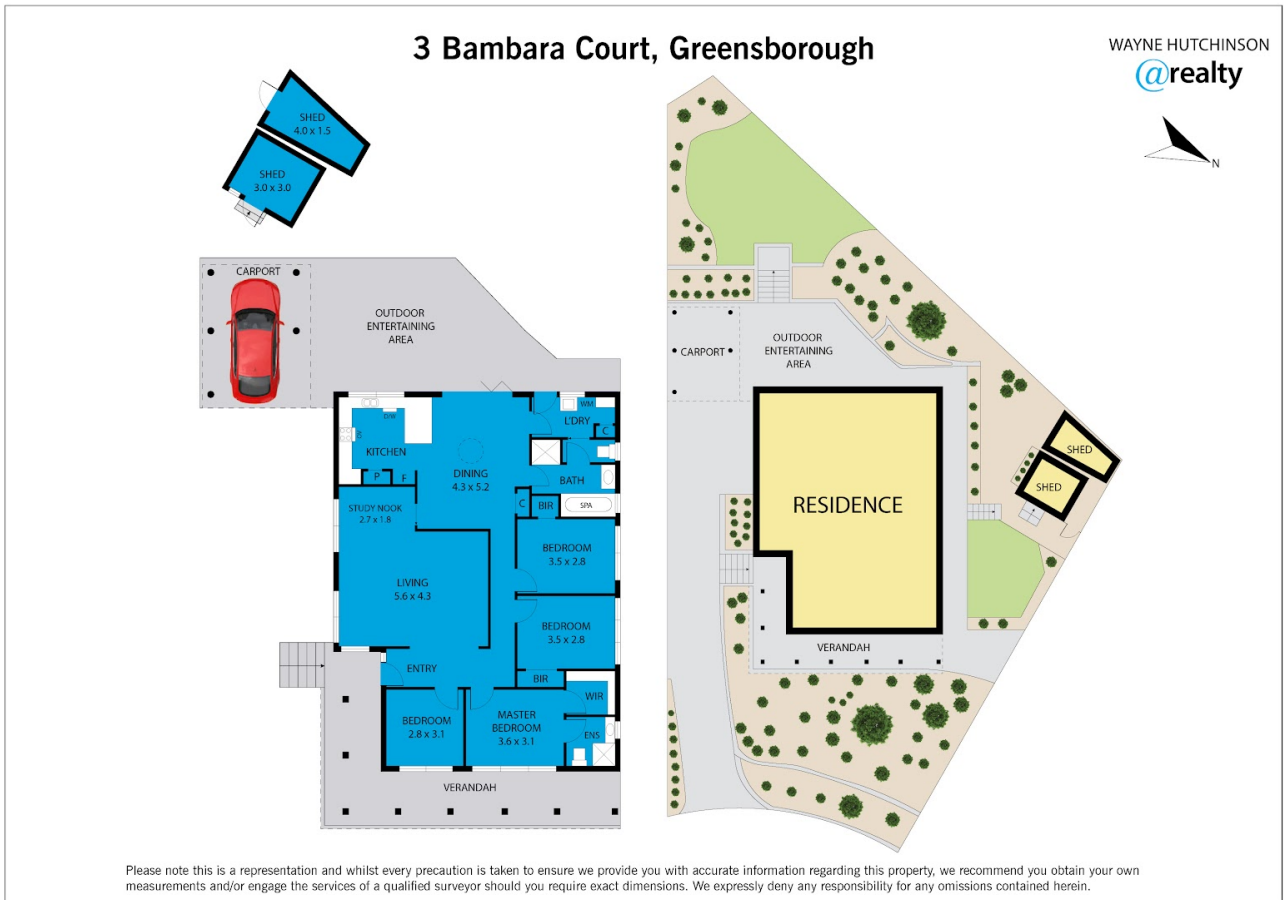 3 Bambara Court, Greensborough
WAYNE HUTCHINSON
@realty
N
SHED
4.0 x 1.5
SHED
3.0 x 3.0
CARPORT
OUTDOOR
ENTERTAINING
AREA
KITCHEN
P
F
DINING
4.3 x 5.2
WM
L'DRY
C
BATH
SPA
C
BIR
STUDY NOOK
2.7 x 1.8
LIVING
5.6 x 4.3
BEDROOM
3.5 x 2.8
BEDROOM
3.5 x 2.8
BIR
ENTRY
WIR
BEDROOM
2.8 x 3.1
MASTER
BEDROOM
3.6 x 3.1
ENS
VERANDAH
CARPORT
OUTDOOR
ENTERTAINING
AREA
RESIDENCE
SHED
SHED
VERANDAH
Please note this is a representation and whilst every precaution is taken to ensure we provide you with accurate information regarding this property, we recommend you obtain your own
measurements and/or engage the services of a qualified surveyor should you require exact dimensions. We expressly deny any responsibility for any omissions contained herein.